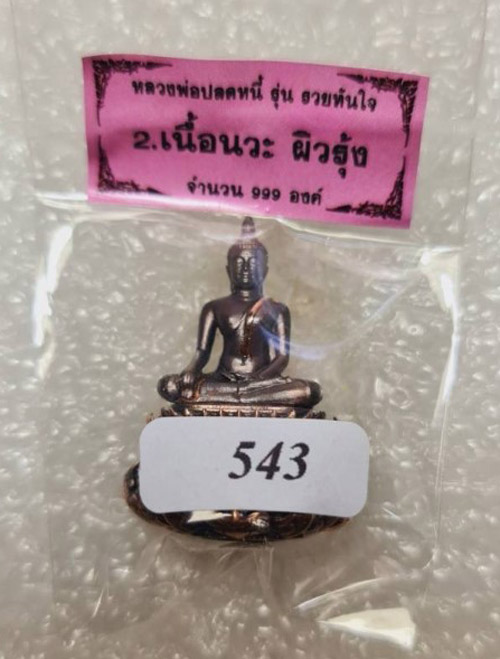 หลวงพ่อปลดหนี้ รุ่น รวยทันใจ
2.เนื้อนวะ ผิวรุ้ง
จำนวน 999 องค์
543